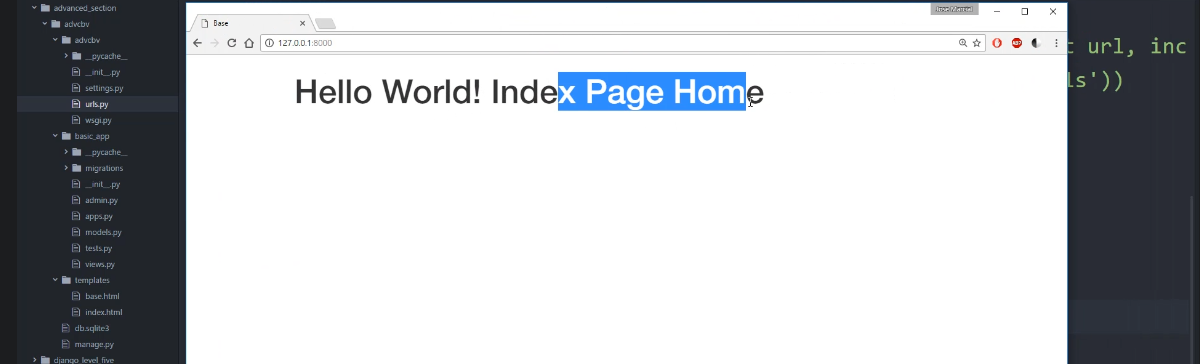 advanced_section
advcbv
advcbv
__pycache__
__init__.py
settings.py
urls.py
wsgi.py
basic_app
__pycache__
migrations
__init__.py
admin.py
apps.py
models.py
tests.py
views.py
templates
base.html
index.html
db.sqlite3
manage.py
django_level_five
Base
Jose Marcial
127.0.0.1:8000
Hello World! Index Page Home
t url, inc
ls'))